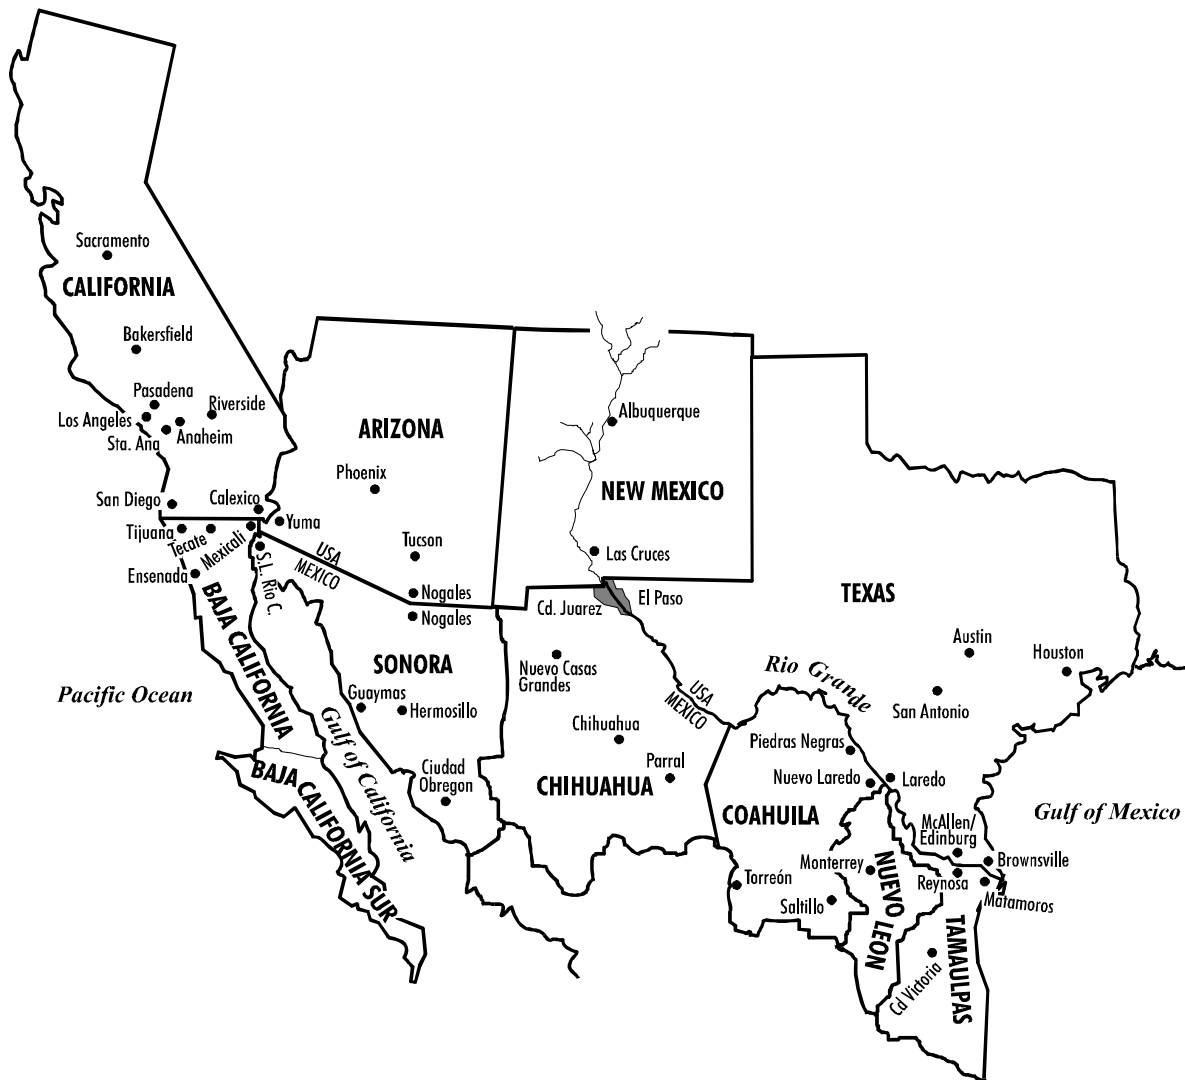 Sacramento
CALIFORNIA
Bakersfield
Pasadena
Riverside
Los Angeles
Sta. Ana
Anaheim
San Diego
Calexico
Yuma
Tijuana
Tecate
Mexicali
Ensenada
S.L. Rio C.
ARIZONA
Phoenix
Tucson
Nogales
Nogales
USA
MEXICO
Albuquerque
NEW MEXICO
Las Cruces
Cd. Juarez
El Paso
TEXAS
Austin
Houston
San Antonio
Rio Grande
USA
MEXICO
Pacific Ocean
BAJA CALIFORNIA
Gulf of California
BAJA CALIFORNIA SUR
SONORA
Guaymas
Hermosillo
Ciudad
Obregon
Nuevo Casas
Grandes
Chihuahua
Parral
CHIHUAHUA
Piedras Negras
Nuevo Laredo
Laredo
COAHUILA
McAllen/
Edinburg
Gulf of Mexico
Brownsville
Monterrey
Torreón
Saltillo
NUEVO LEON
Reynosa
Matamoros
TAMAULPAS
Cd Victoria